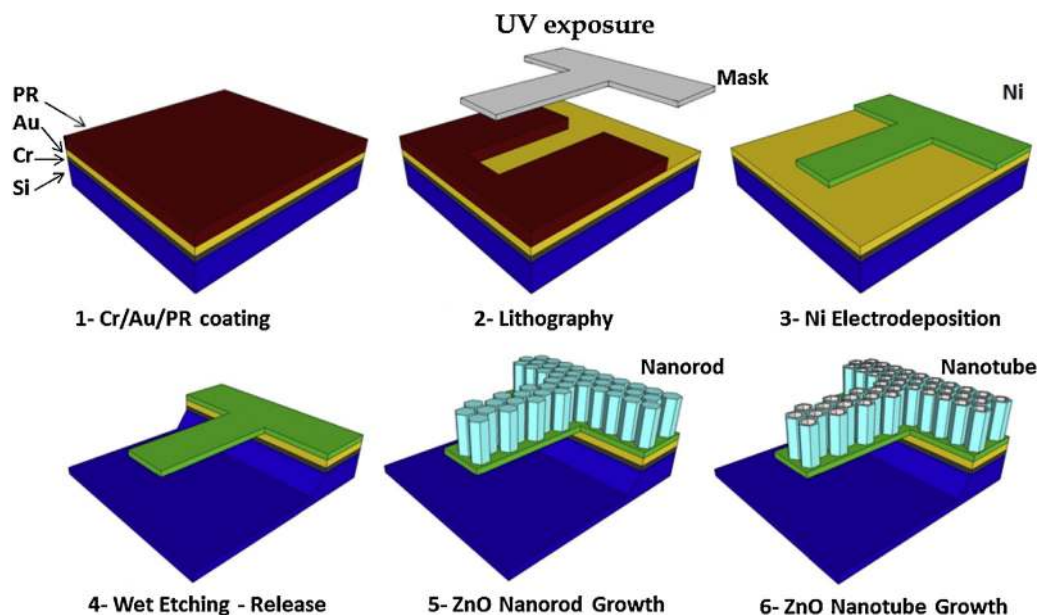 UV exposure
Mask
PR
Au
Cr
Si
Ni
1- Cr/Au/PR coating
2- Lithography
3- Ni Electrodeposition
Nanorod
Nanotube
4- Wet Etching - Release
5- ZnO Nanorod Growth
6- ZnO Nanotube Growth